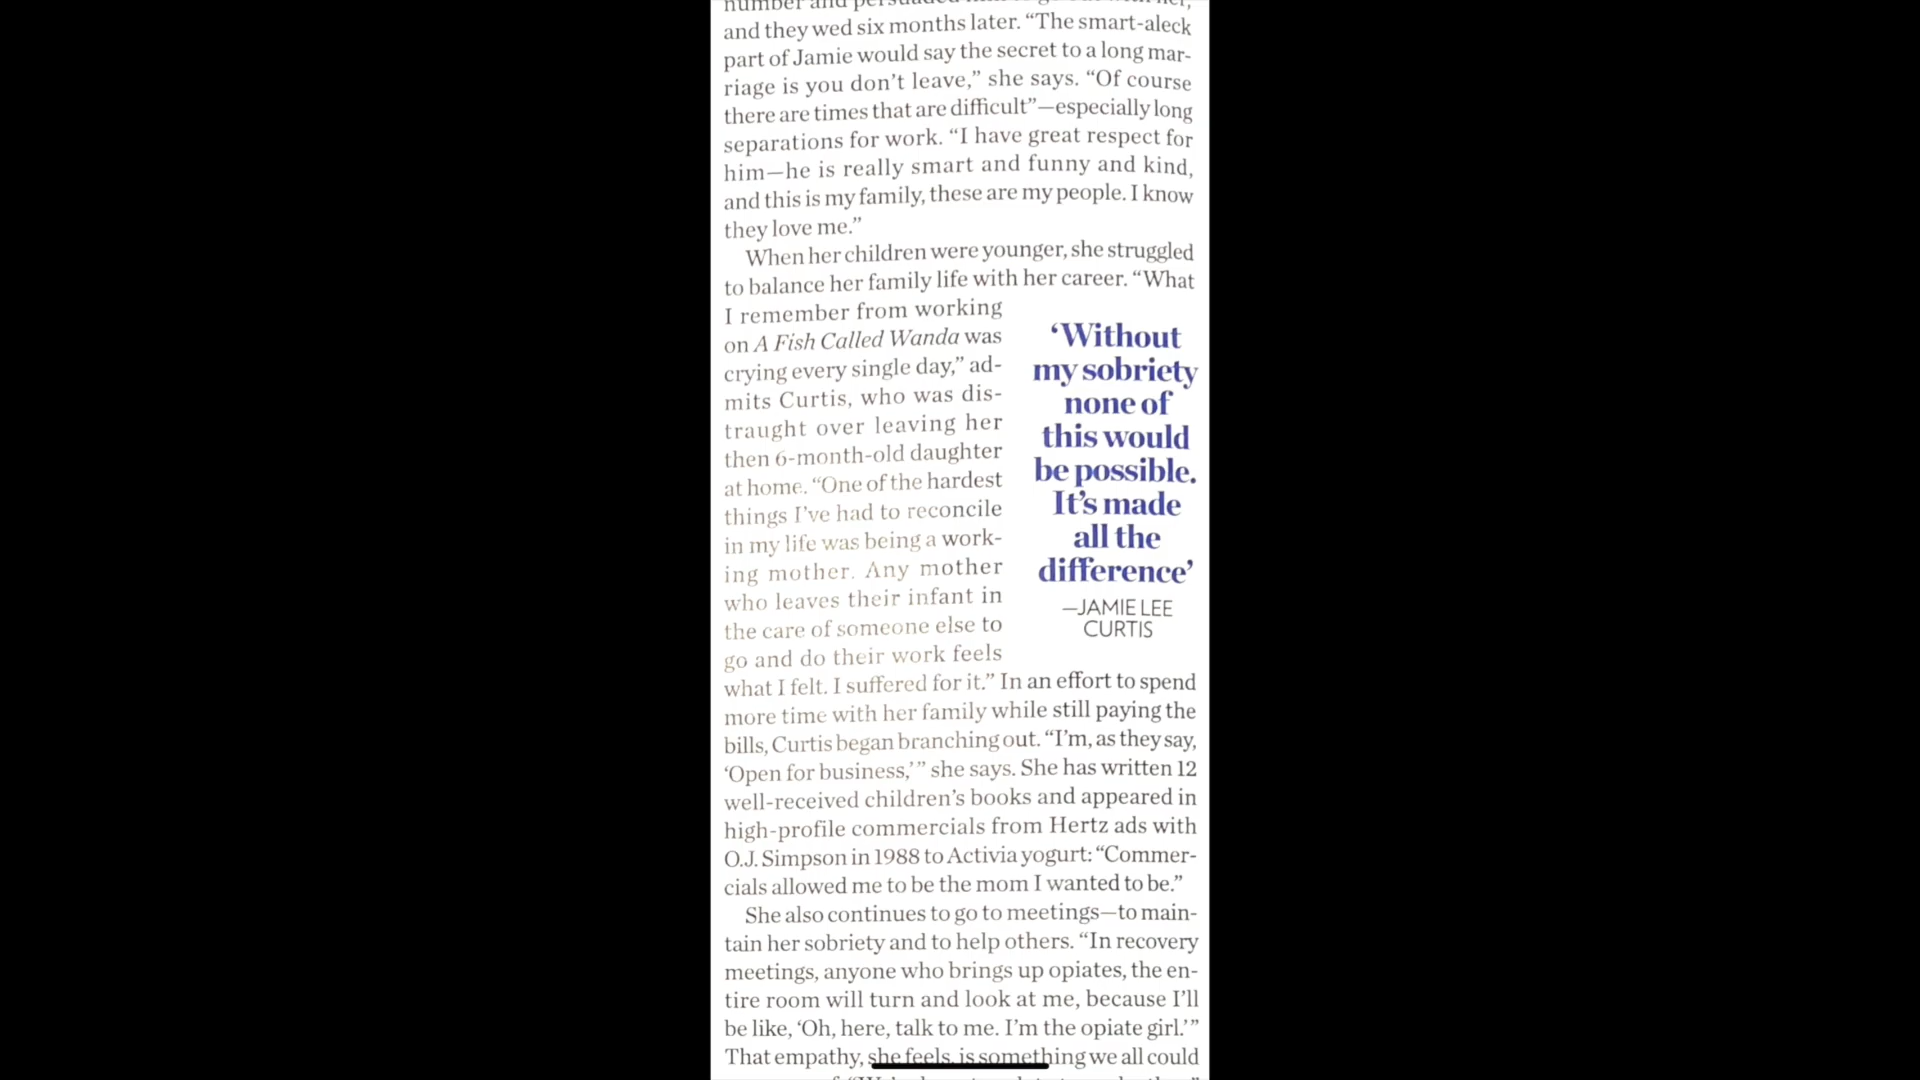 and they wed six months later. “The smart-aleck
part of Jamie would say the secret to a long mar-
riage is you don’t leave,” she says. “Of course
there are times that are difficult”—especially long
separations for work. “I have great respect for
him—he is really smart and funny and kind,
and this is my family, these are my people. I know
they love me.”
When her children were younger, she struggled
to balance her family life with her career. “What
I remember from working
on A Fish Called Wanda was
crying every single day,” ad-
mits Curtis, who was dis-
traught over leaving her
then 6-month-old daughter
at home. “One of the hardest
things I’ve had to reconcile
in my life was being a work-
ing mother. Any mother
who leaves their infant in
the care of someone else to
go and do their work feels
what I felt. I suffered for it.” In an effort to spend
more time with her family while still paying the
bills, Curtis began branching out. “I’m, as they say,
‘Open for business,’” she says. She has written 12
well-received children’s books and appeared in
high-profile commercials from Hertz ads with
O.J. Simpson in 1988 to Activia yogurt: “Commer-
cials allowed me to be the mom I wanted to be.”
She also continues to go to meetings—to main-
tain her sobriety and to help others. “In recovery
meetings, anyone who brings up opiates, the en-
tire room will turn and look at me, because I’ll
be like, ‘Oh, here, talk to me. I’m the opiate girl.’”
That empathy, she feels, is something we all could
‘Without
my sobriety
none of
this would
be possible.
It’s made
all the
difference’
—JAMIE LEE
CURTIS